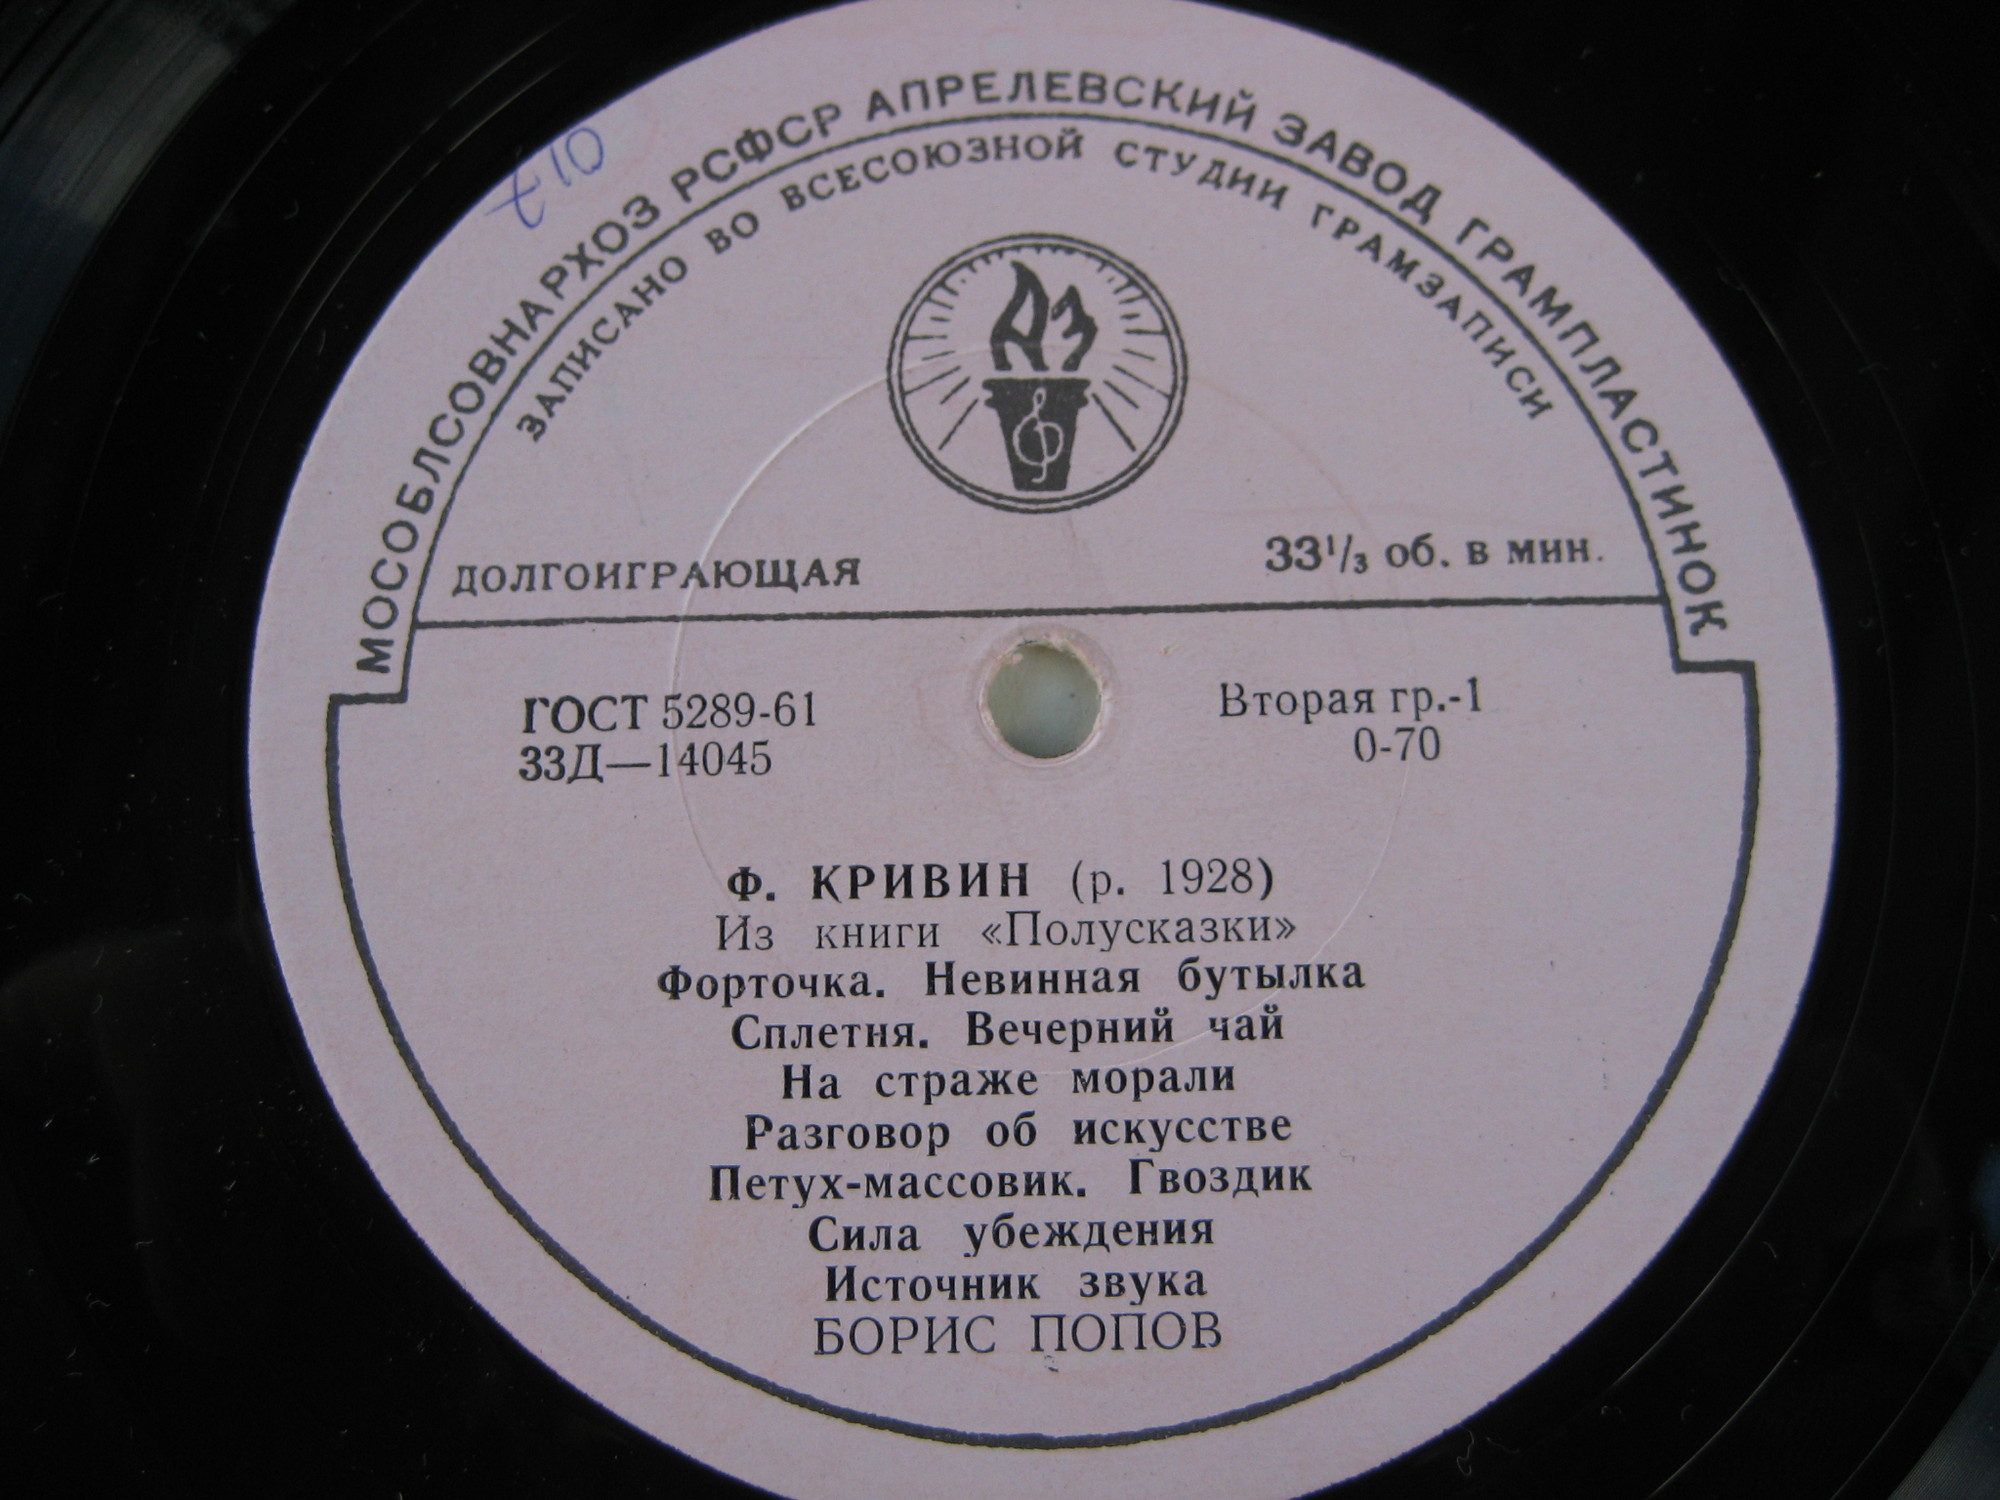 МОСОБЛСОВНАРХОЗ РСФСР АПРЕЛЕВСКИЙ ЗАВОД ГРАМПЛАСТИНОК
ЗАПИСАНО ВО ВСЕСОЮЗНОЙ СТУДИИ ГРАМЗАПИСИ
АЗ
ДОЛГОИГРАЮЩАЯ
33⅓ об. в мин.
ГОСТ 5289-61
33Д—14045
Вторая гр.-1
0-70
Ф. КРИВИН (р. 1928)
Из книги «Полусказки»
Форточка. Невинная бутылка
Сплетня. Вечерний чай
На страже морали
Разговор об искусстве
Петух-массовик. Гвоздик
Сила убеждения
Источник звука
БОРИС ПОПОВ